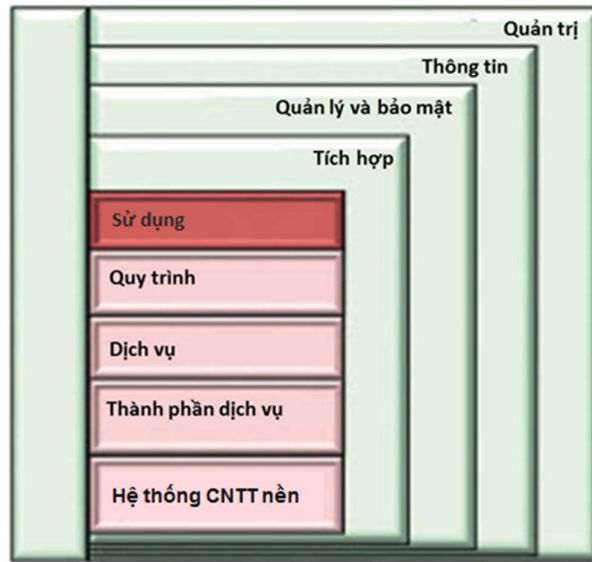 Quản trị
Thông tin
Quản lý và bảo mật
Tích hợp
Sử dụng
Quy trình
Dịch vụ
Thành phần dịch vụ
Hệ thống CNTT nền